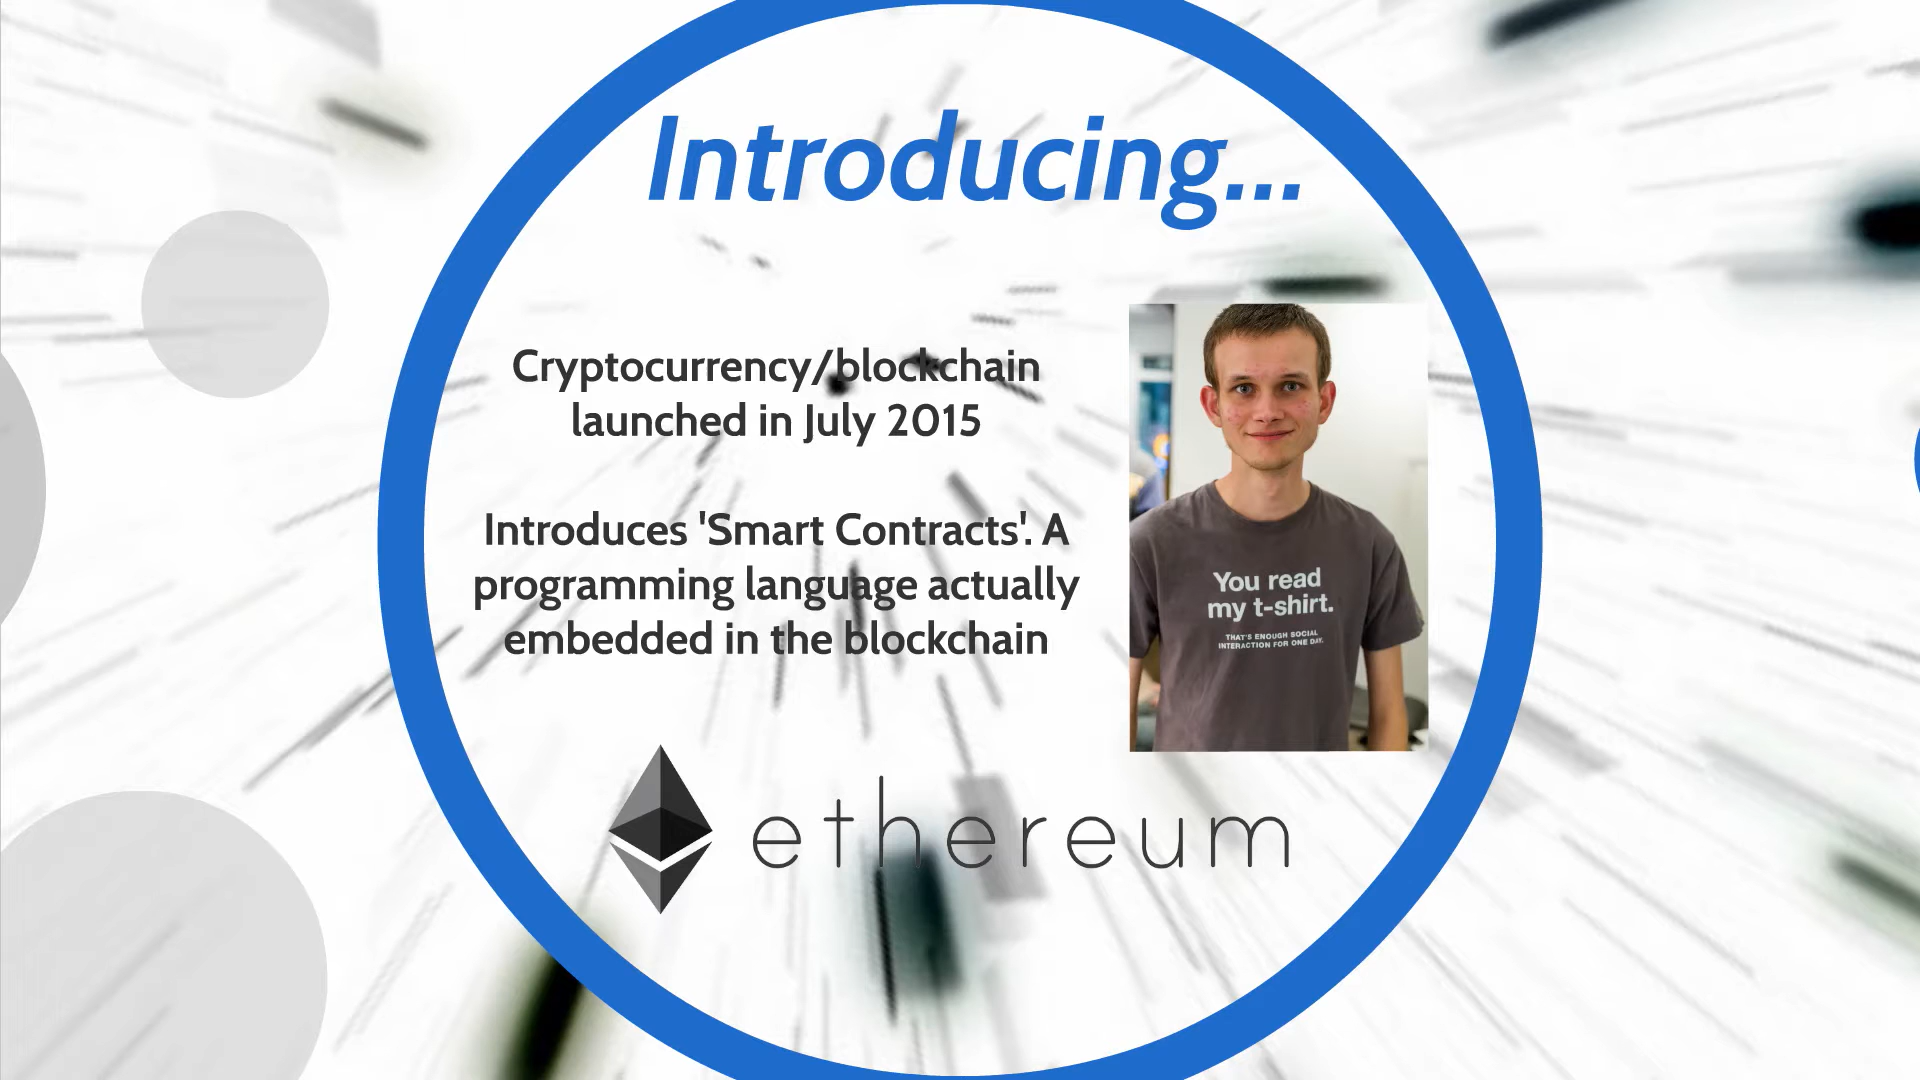 Introducing...
Cryptocurrency/blockchain
launched in July 2015
Introduces 'Smart Contracts'. A
programming language actually
embedded in the blockchain
You read
my t-shirt.
THAT'S ENOUGH SOCIAL
INTERACTION FOR ONE DAY.
ethereum